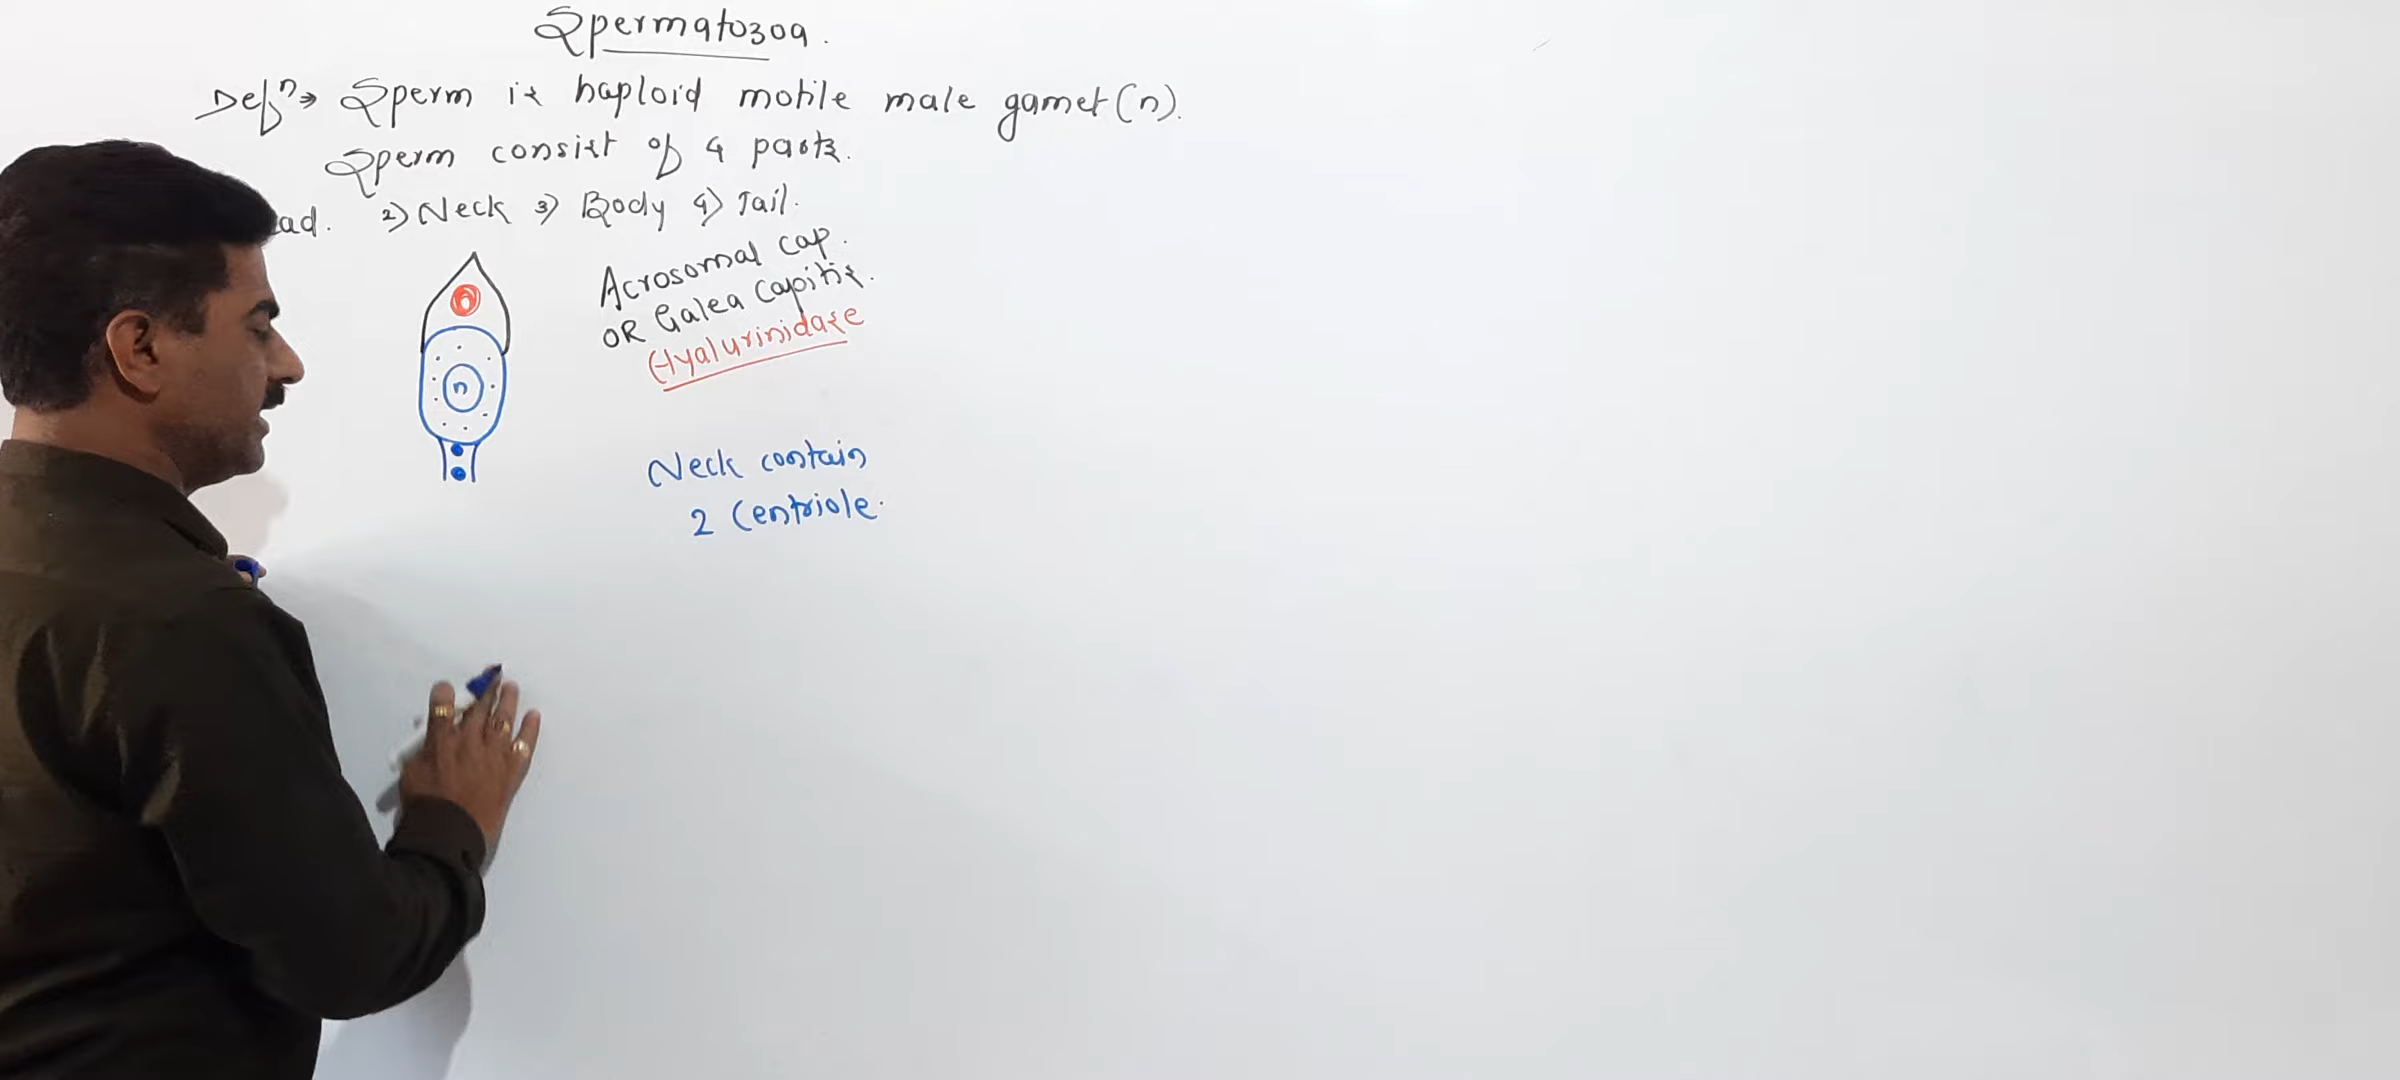 Spermatozoa.
Defn → Sperm is haploid motile male gamet (n).
Sperm consist of 4 parts.
ad. 2) Neck 3) Body 4) Tail.
Acrosomal cap.
OR Galea Capitis.
Hyalurinidase
n
Neck contain
2 Centriole.